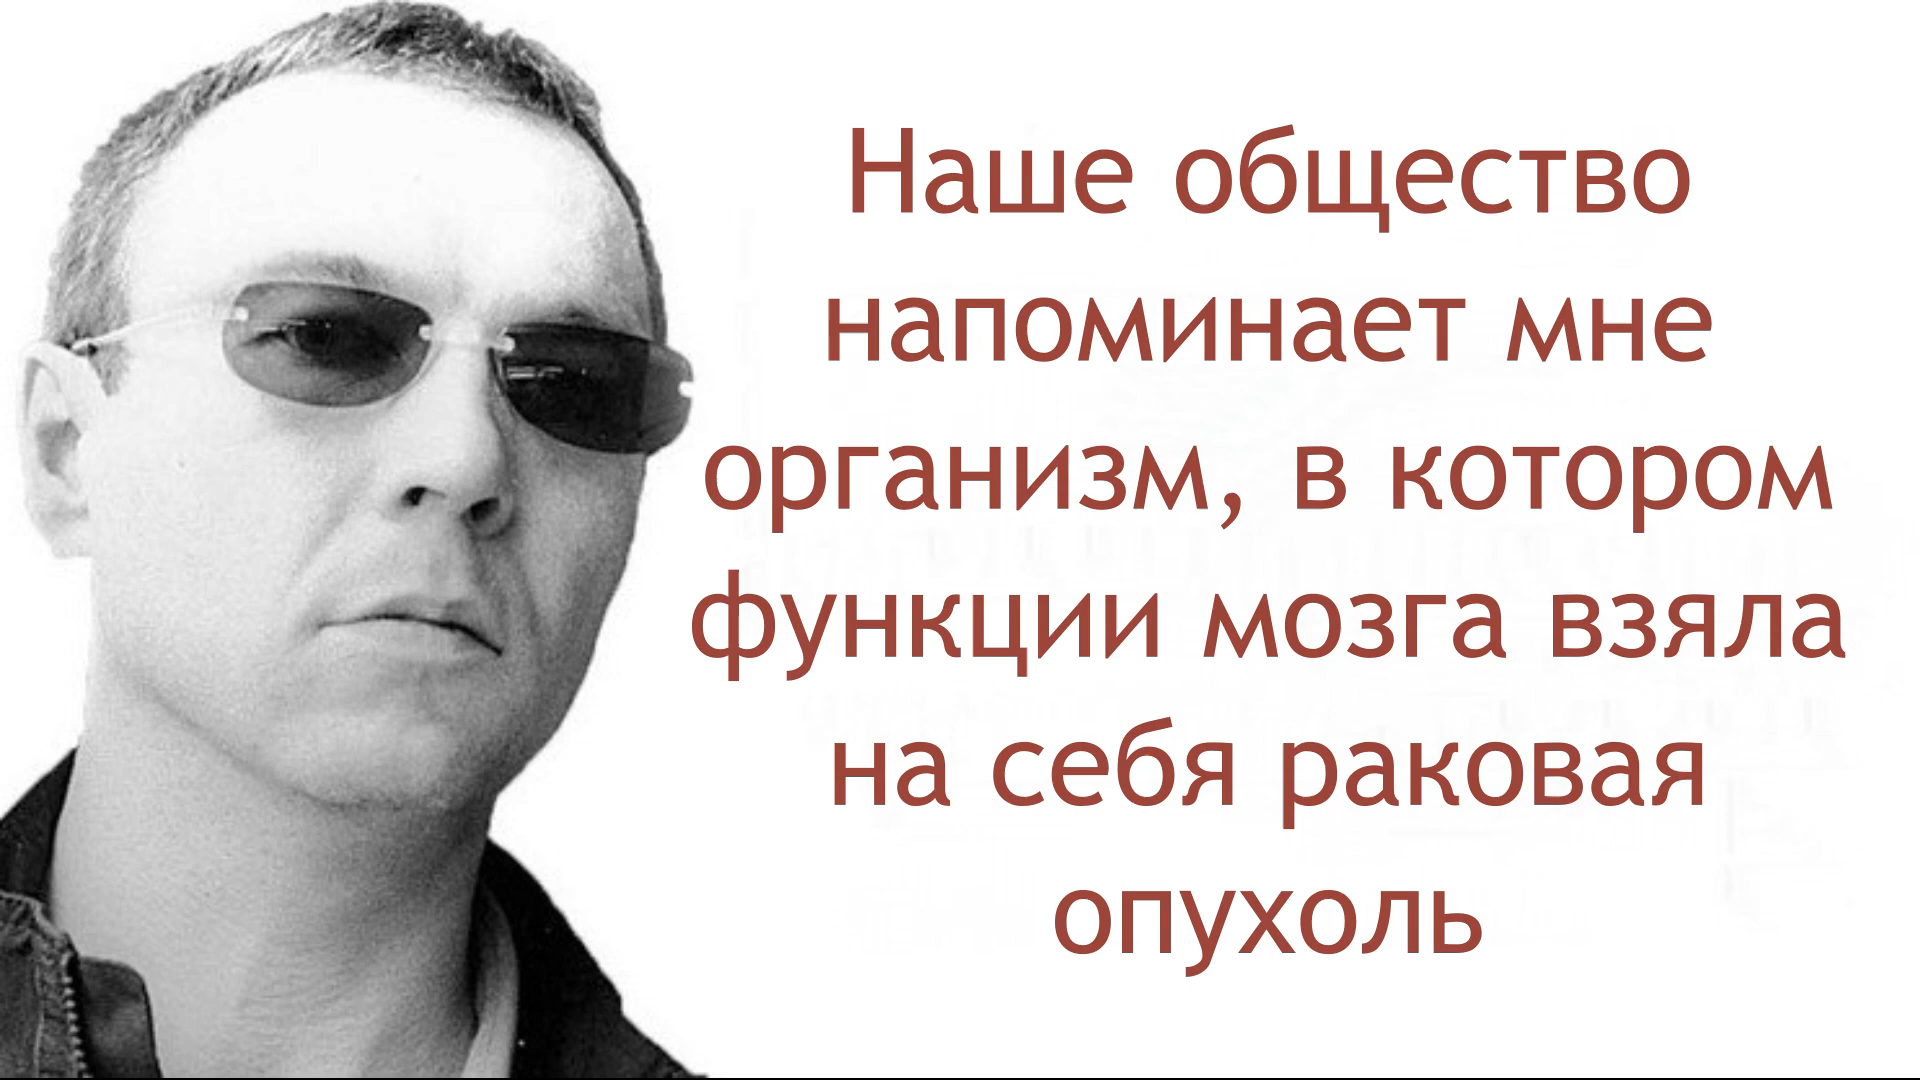 Наше общество
напоминает мне
организм, в котором
функции мозга взяла
на себя раковая
опухоль